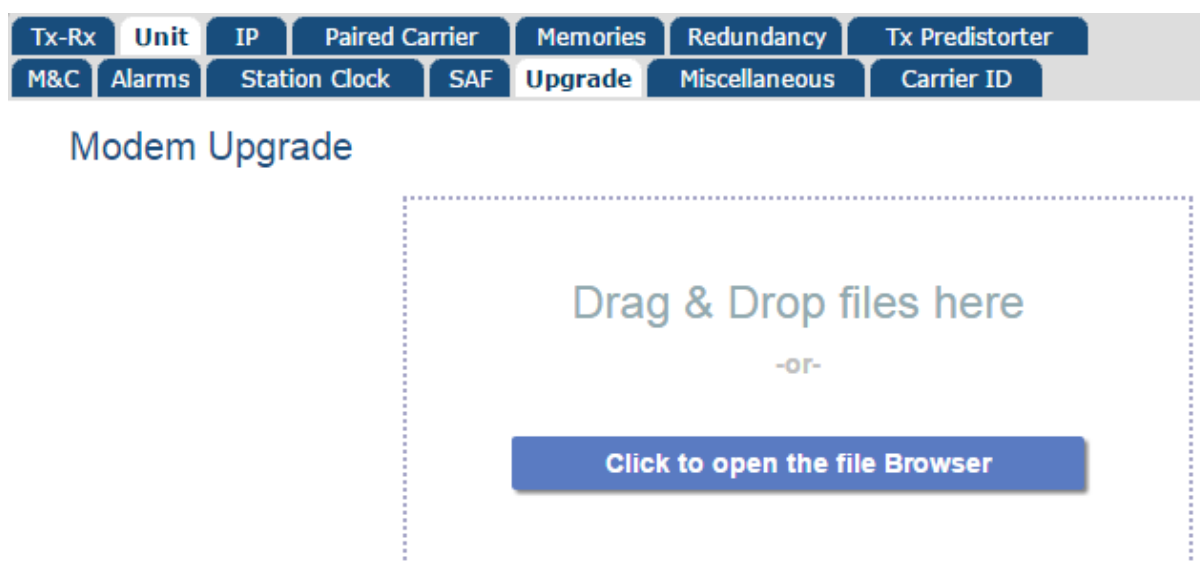 Tx-Rx Unit IP Paired Carrier Memories Redundancy Tx Predistorter
M&C Alarms Station Clock SAF Upgrade Miscellaneous Carrier ID
Modem Upgrade
Drag & Drop files here
-or-
Click to open the file Browser